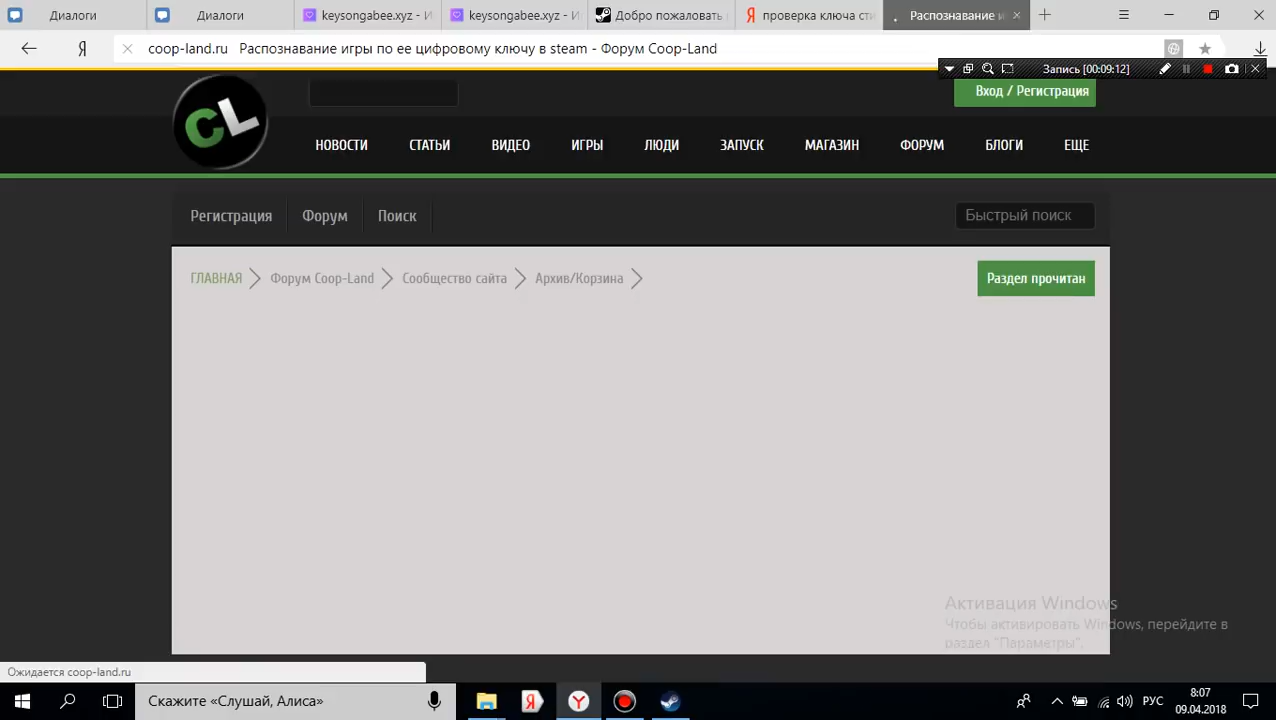 Диалоги
Диалоги
keysongabee.xyz - И
keysongabee.xyz - И
Добро пожаловать
проверка ключа сти
Распознавание и
coop-land.ru Распознавание игры по ее цифровому ключу в steam - Форум Coop-Land
Запись [00:09:12]
CL
Вход / Регистрация
НОВОСТИ СТАТЬИ ВИДЕО ИГРЫ ЛЮДИ ЗАПУСК МАГАЗИН ФОРУМ БЛОГИ ЕЩЕ
Регистрация Форум Поиск
Быстрый поиск
ГЛАВНАЯ Форум Coop-Land Сообщество сайта Архив/Корзина
Раздел прочитан
Активация Windows
Чтобы активировать Windows, перейдите в
раздел "Параметры".
Ожидается coop-land.ru
Скажите «Слушай, Алиса»
РУС
8:07
09.04.2018